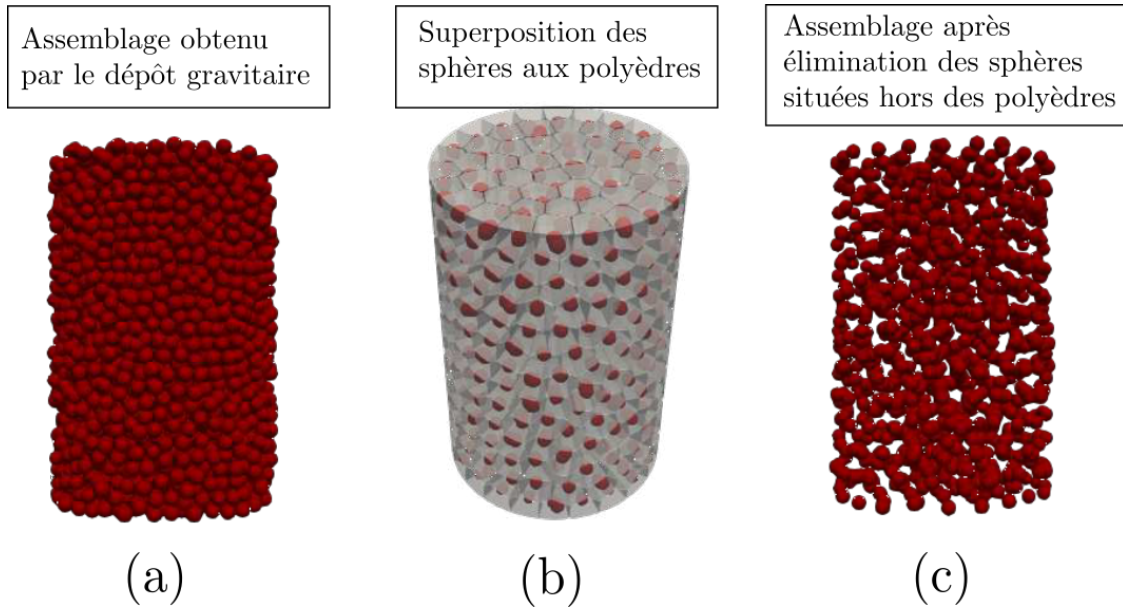 Assemblage obtenu
par le dépôt gravitaire
Superposition des
sphères aux polyèdres
Assemblage après
élimination des sphères
situées hors des polyèdres
(a)
(b)
(c)